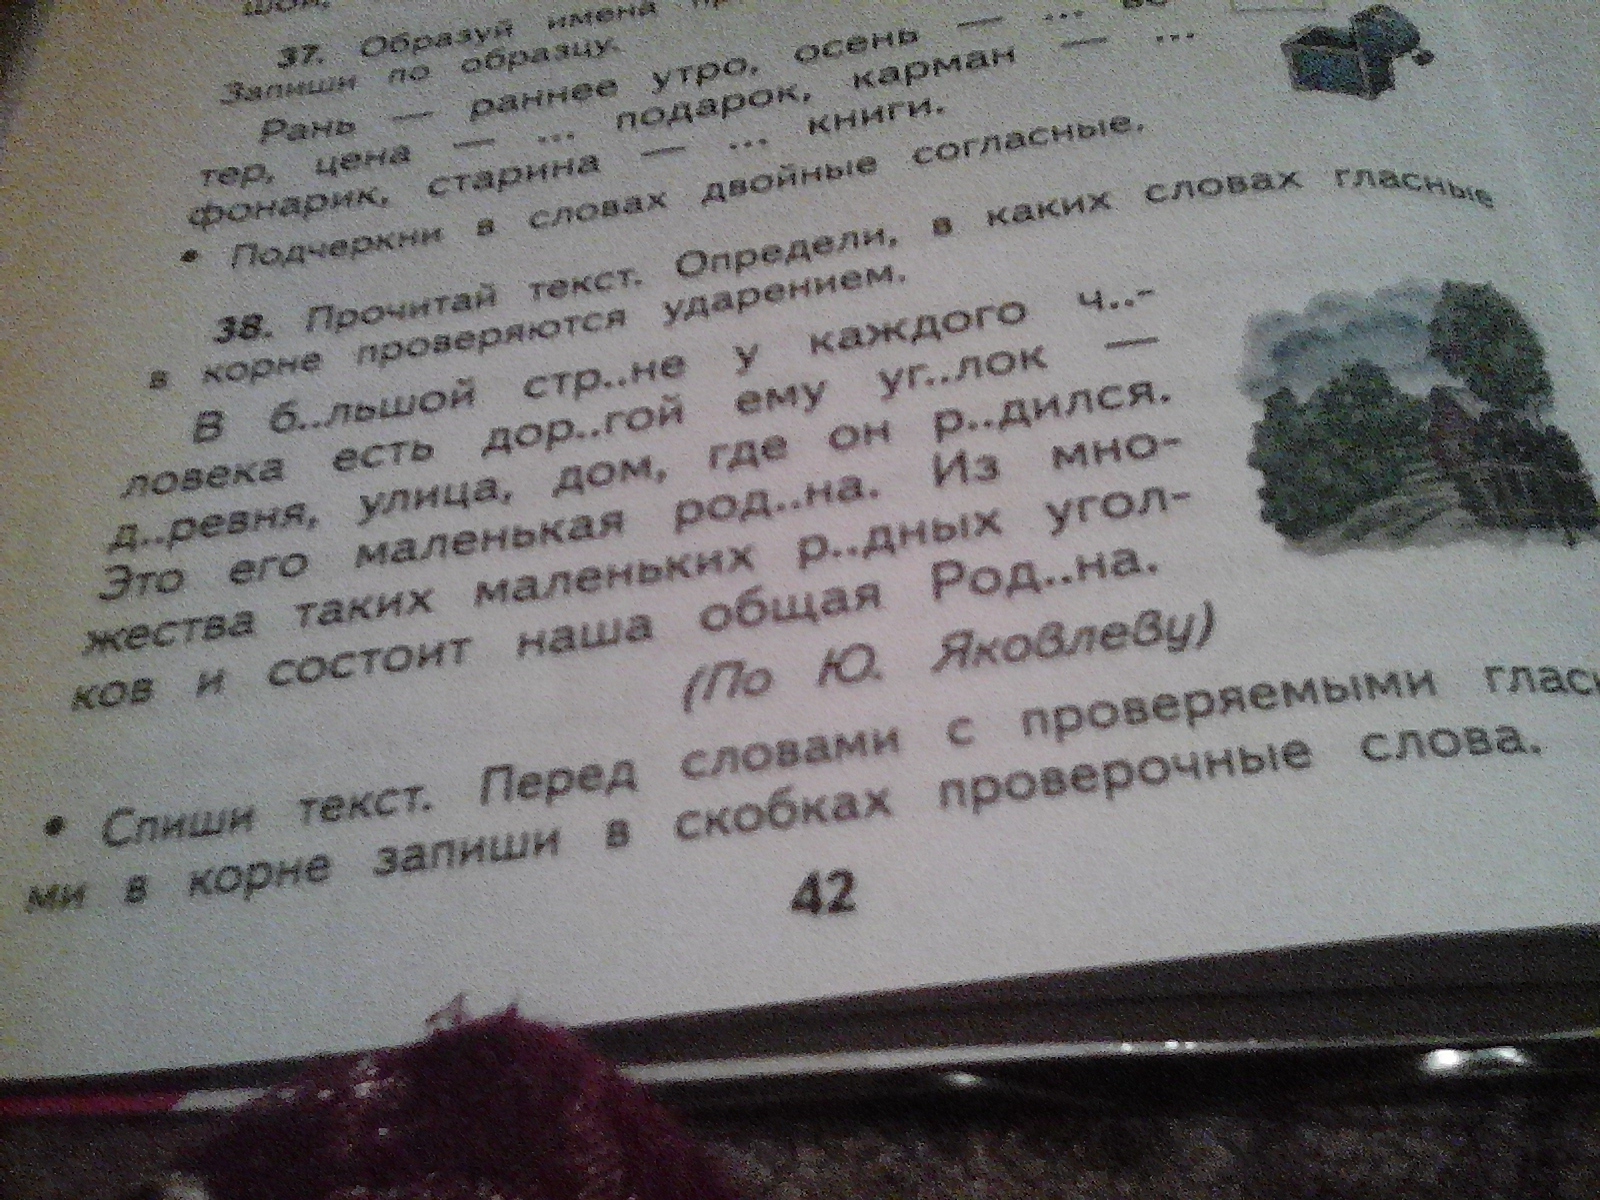 шой.
37. Образуй имена
Запиши по образцу.
Рань — раннее утро, осень — ...
тер, цена — ... подарок, карман — ...
фонарик, старина — ... книги.
• Подчеркни в словах двойные согласные.
38. Прочитай текст. Определи, в каких словах гласные
в корне проверяются ударением.
В б..льшой стр..не у каждого ч..-
ловека есть дор..гой ему уг..лок —
д..ревня, улица, дом, где он р..дился.
Это его маленькая род..на. Из мно-
жества таких маленьких р..дных угол-
ков и состоит наша общая Род..на.
(По Ю. Яковлеву)
• Спиши текст. Перед словами с проверяемыми глас
ми в корне запиши в скобках проверочные слова.
42